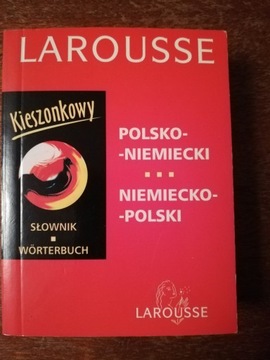 LAROUSSE
Kieszonkowy
POLSKO-
-NIEMIECKI
NIEMIECKO-
-POLSKI
SŁOWNIK
WÖRTERBUCH
LAROUSSE